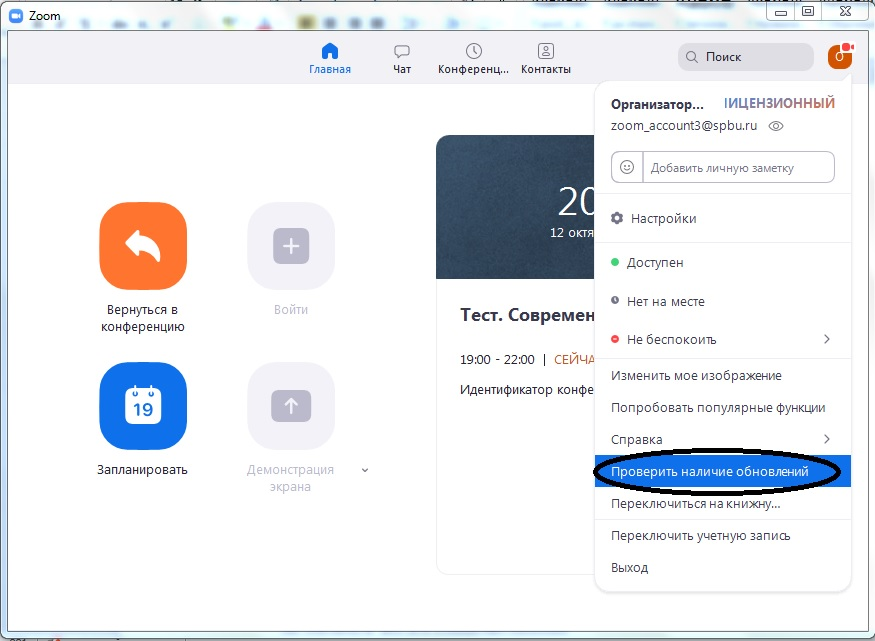 Zoom
Главная
Чат
Конференц...
Контакты
Поиск
О
Организатор...
ИЦЕНЗИОННЫЙ
zoom_account3@spbu.ru
Добавить личную заметку
Настройки
Доступен
Нет на месте
Не беспокоить
Изменить мое изображение
Попробовать популярные функции
Справка
Проверить наличие обновлений
Переключиться на книжну...
Переключить учетную запись
Выход
Вернуться в
конференцию
Войти
19
Запланировать
Демонстрация
экрана
20
12 октя
Тест. Современ
19:00 - 22:00 | СЕЙЧА
Идентификатор конфе